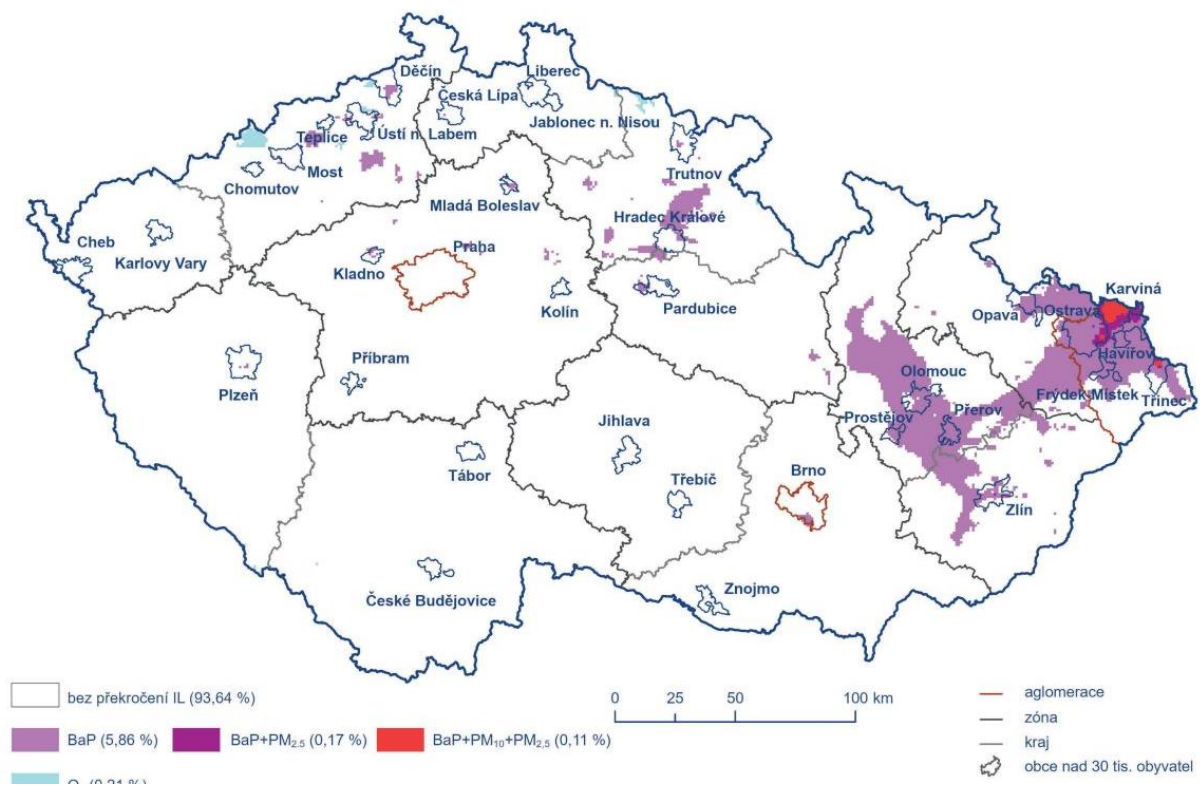 Děčín
Liberec
Česká Lípa
Jablonec n. Nisou
Teplice
Ústí n. Labem
Most
Chomutov
Trutnov
Mladá Boleslav
Hradec Králové
Cheb
Karlovy Vary
Praha
Kladno
Kolín
Pardubice
Karviná
Opava
Ostrava
Havířov
Příbram
Plzeň
Olomouc
Frýdek-Místek
Třinec
Prostějov
Přerov
Jihlava
Tábor
Třebíč
Brno
Zlín
České Budějovice
Znojmo
bez překročení IL (93,64 %)
BaP (5,86 %)
BaP+PM2.5 (0,17 %)
BaP+PM10+PM2,5 (0,11 %)
0 25 50 100 km
aglomerace
zóna
kraj
obce nad 30 tis. obyvatel